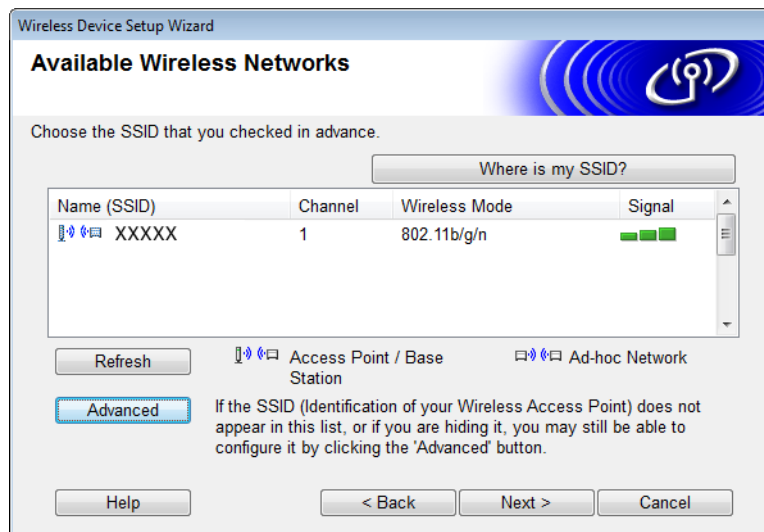 Wireless Device Setup Wizard
Available Wireless Networks
Choose the SSID that you checked in advance.
Where is my SSID?
Name (SSID) Channel Wireless Mode Signal
XXXXX 1 802.11b/g/n
Refresh
Access Point / Base
Station
Ad-hoc Network
Advanced
If the SSID (Identification of your Wireless Access Point) does not
appear in this list, or if you are hiding it, you may still be able to
configure it by clicking the 'Advanced' button.
Help < Back Next > Cancel